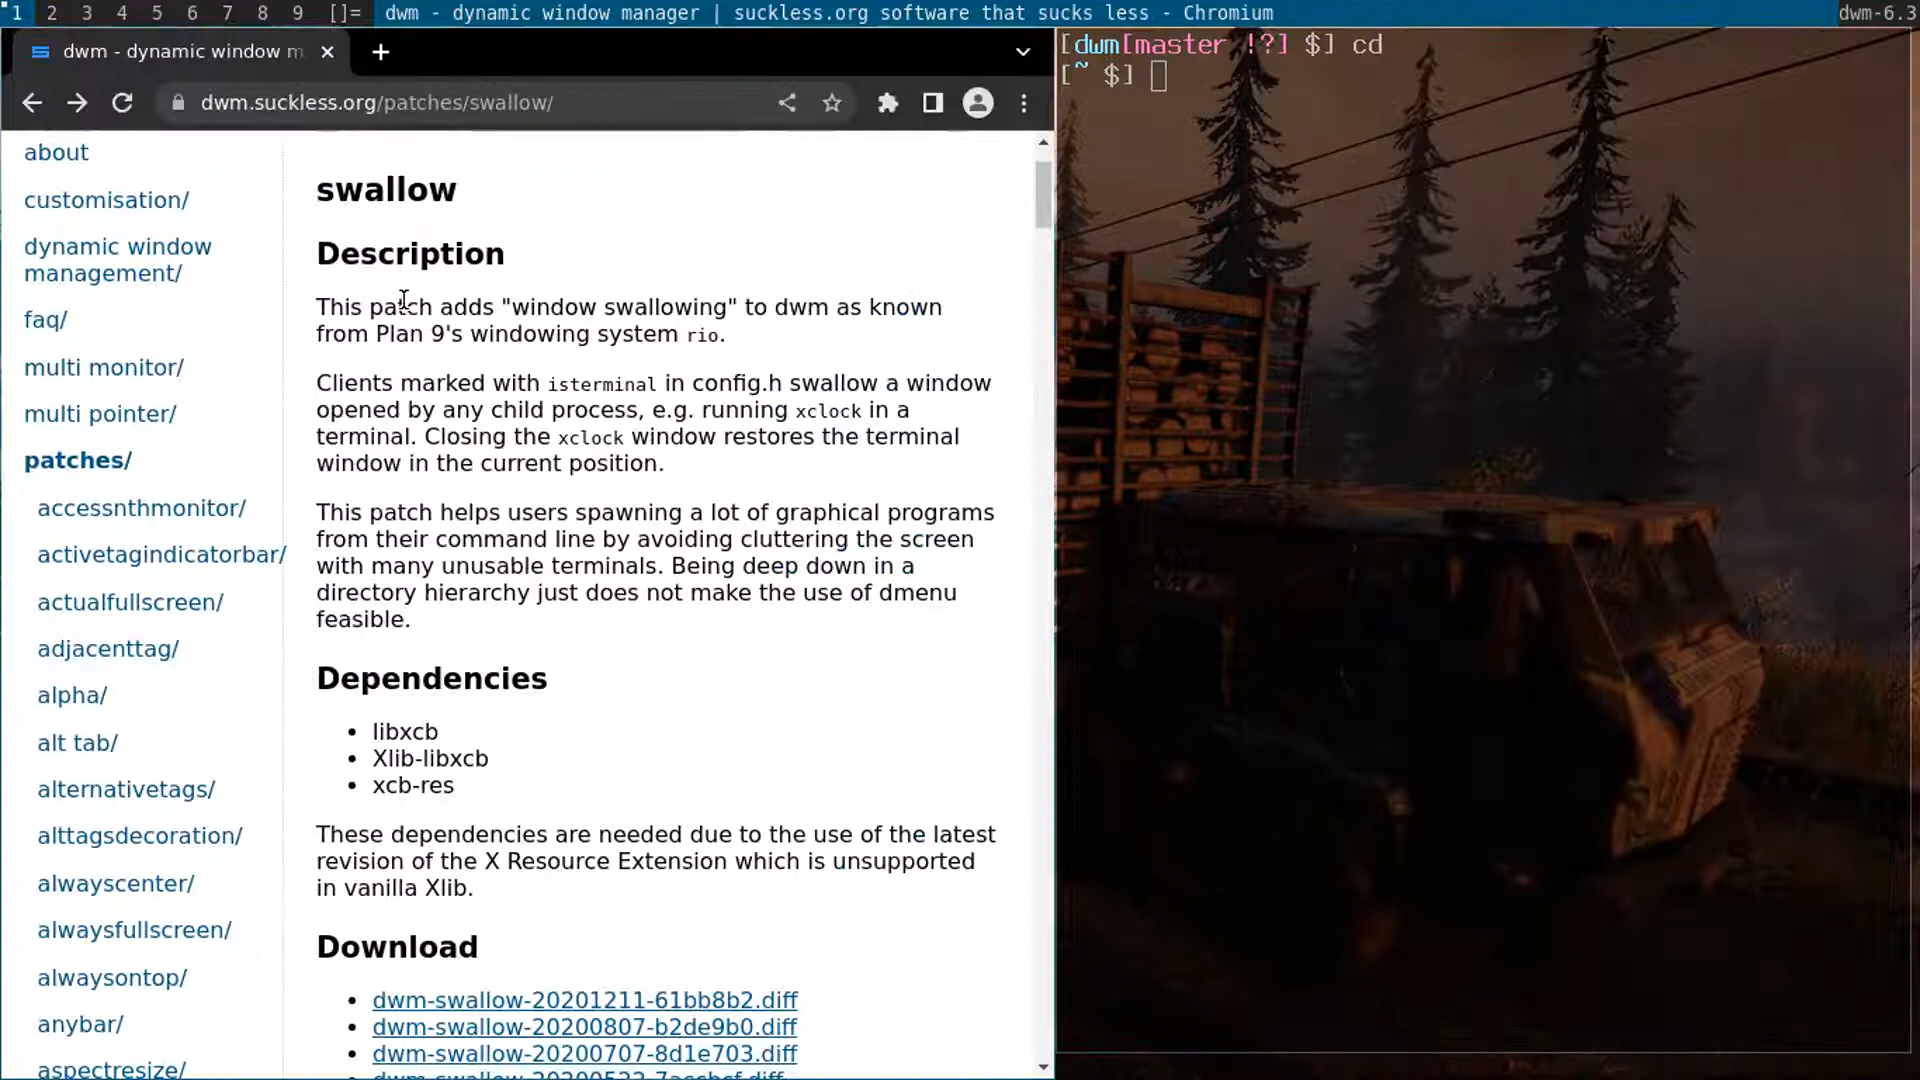 1 2 3 4 5 6 7 8 9 []= dwm - dynamic window manager | suckless.org software that sucks less - Chromium dwm-6.3
dwm - dynamic window m
dwm.suckless.org/patches/swallow/
about
customisation/
dynamic window
management/
faq/
multi monitor/
multi pointer/
patches/
accessnthmonitor/
activetagindicatorbar/
actualfullscreen/
adjacenttag/
alpha/
alt tab/
alternativetags/
alttagsdecoration/
alwayscenter/
alwaysfullscreen/
alwaysontop/
anybar/
aspectresize/
swallow
Description
This patch adds "window swallowing" to dwm as known
from Plan 9's windowing system rio.
Clients marked with isterminal in config.h swallow a window
opened by any child process, e.g. running xclock in a
terminal. Closing the xclock window restores the terminal
window in the current position.
This patch helps users spawning a lot of graphical programs
from their command line by avoiding cluttering the screen
with many unusable terminals. Being deep down in a
directory hierarchy just does not make the use of dmenu
feasible.
Dependencies
• libxcb
• Xlib-libxcb
• xcb-res
These dependencies are needed due to the use of the latest
revision of the X Resource Extension which is unsupported
in vanilla Xlib.
Download
• dwm-swallow-20201211-61bb8b2.diff
• dwm-swallow-20200807-b2de9b0.diff
• dwm-swallow-20200707-8d1e703.diff
[dwm[master !?] $] cd
[~ $]